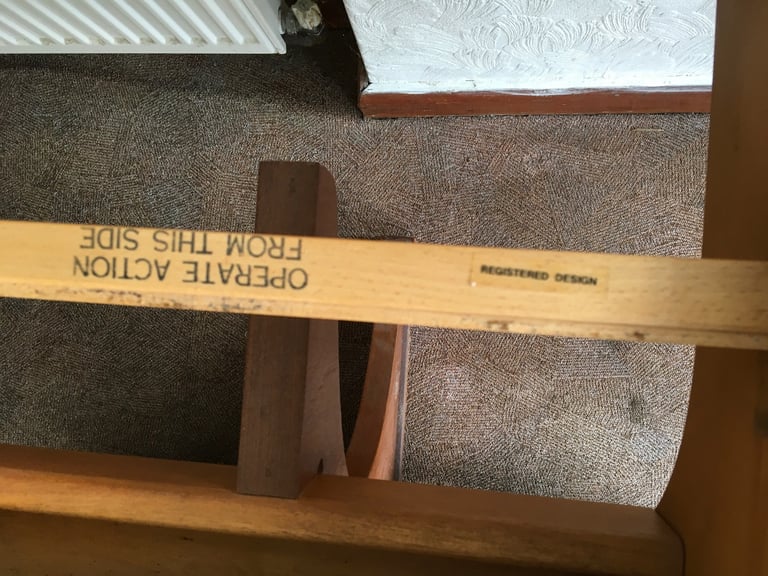 OPERATE ACTION
FROM THIS SIDE
REGISTERED DESIGN